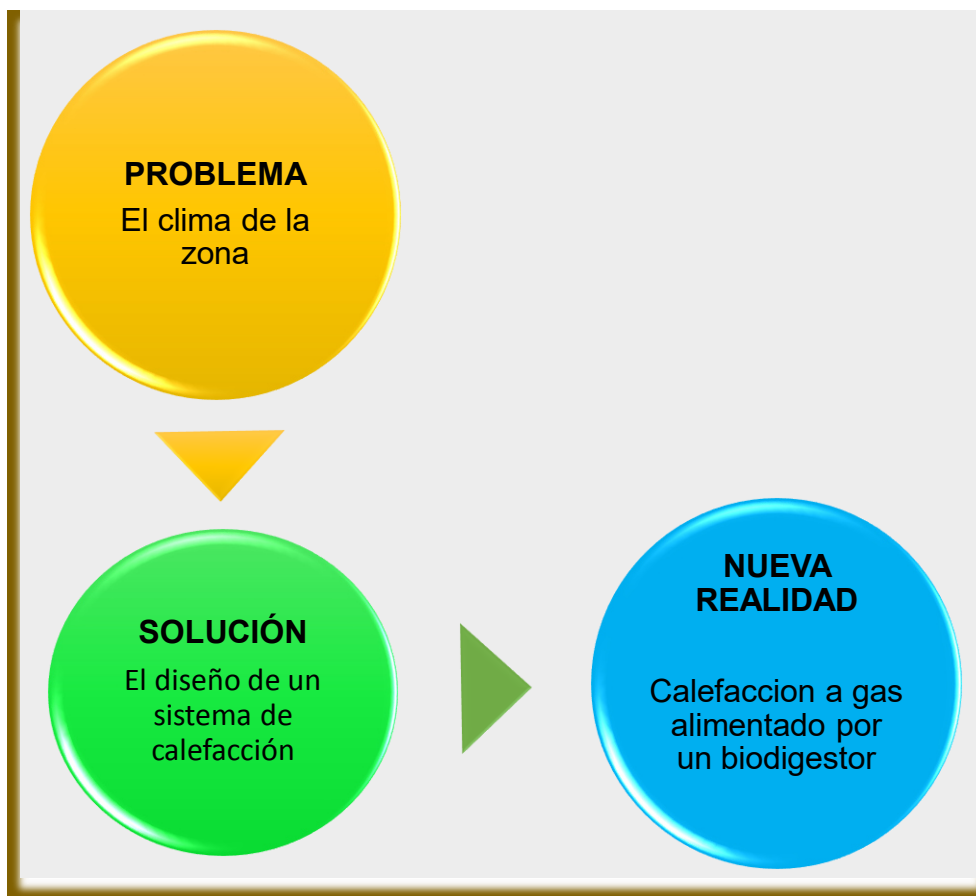 PROBLEMA
El clima de la
zona
SOLUCIÓN
El diseño de un
sistema de
calefacción
NUEVA
REALIDAD
Calefaccion a gas
alimentado por
un biodigestor